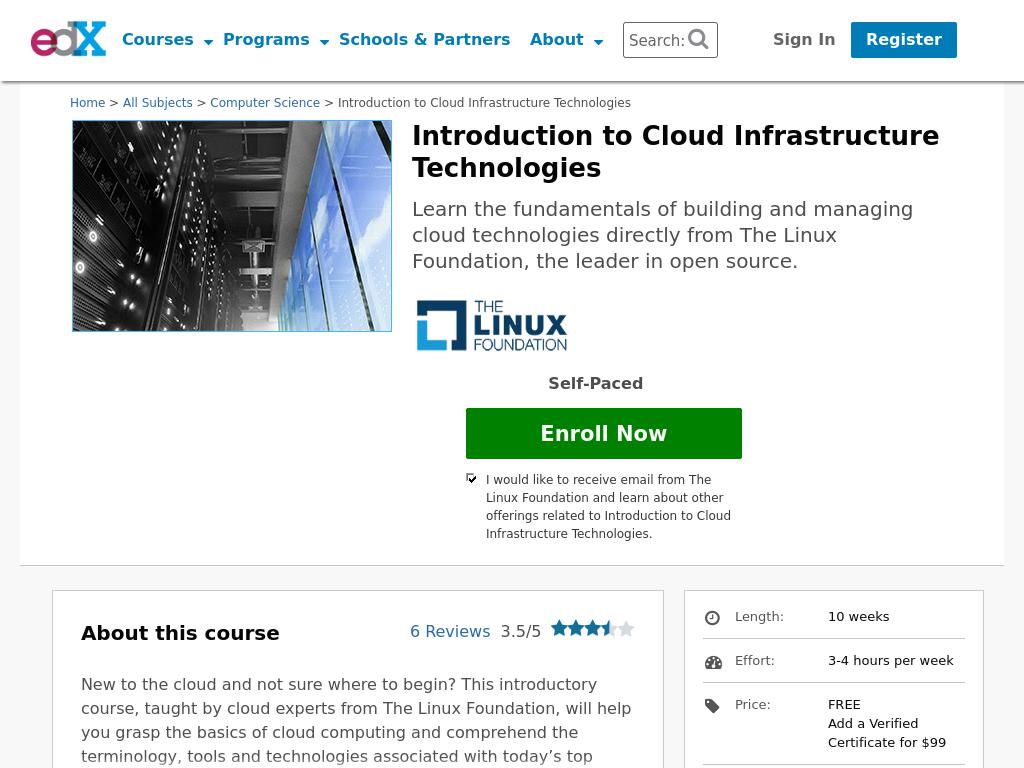 edX Courses Programs Schools & Partners About Search: Sign In Register
Home > All Subjects > Computer Science > Introduction to Cloud Infrastructure Technologies
Introduction to Cloud Infrastructure
Technologies
Learn the fundamentals of building and managing
cloud technologies directly from The Linux
Foundation, the leader in open source.
THE
LINUX
FOUNDATION
Self-Paced
Enroll Now
I would like to receive email from The
Linux Foundation and learn about other
offerings related to Introduction to Cloud
Infrastructure Technologies.
About this course
6 Reviews 3.5/5
New to the cloud and not sure where to begin? This introductory
course, taught by cloud experts from The Linux Foundation, will help
you grasp the basics of cloud computing and comprehend the
terminology, tools and technologies associated with today’s top
Length: 10 weeks
Effort: 3-4 hours per week
Price: FREE
Add a Verified
Certificate for $99